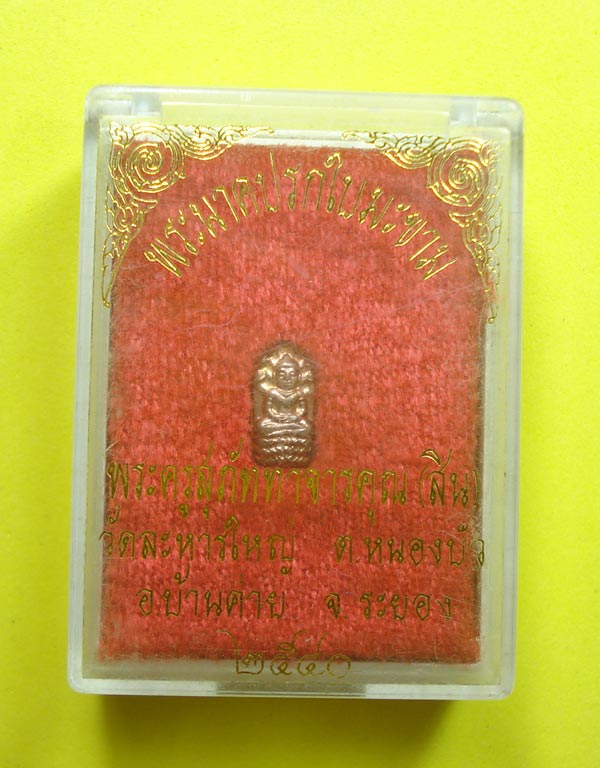 พระนาคปรกใบมะขาม
พระครูสุภัททาจารคุณ (สิน)
วัดละหารใหญ่ ต.หนองบัว
อ.บ้านค่าย จ.ระยอง
๒๕๔๐